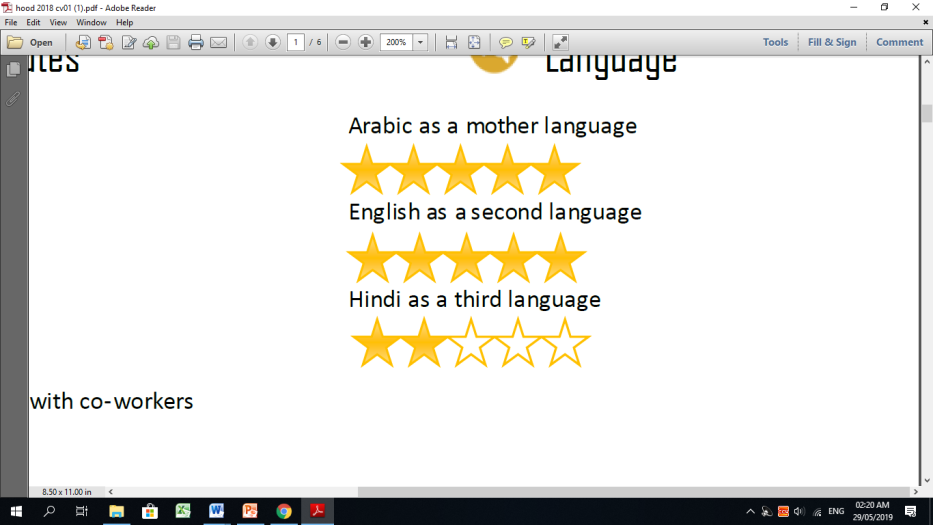 hood 2018 cv01 (1).pdf - Adobe Reader
File Edit View Window Help
Open 1 / 6 200% Tools Fill & Sign Comment
utes Language
Arabic as a mother language
English as a second language
Hindi as a third language
with co-workers
8.50 x 11.00 in
ENG 02:20 AM
29/05/2019